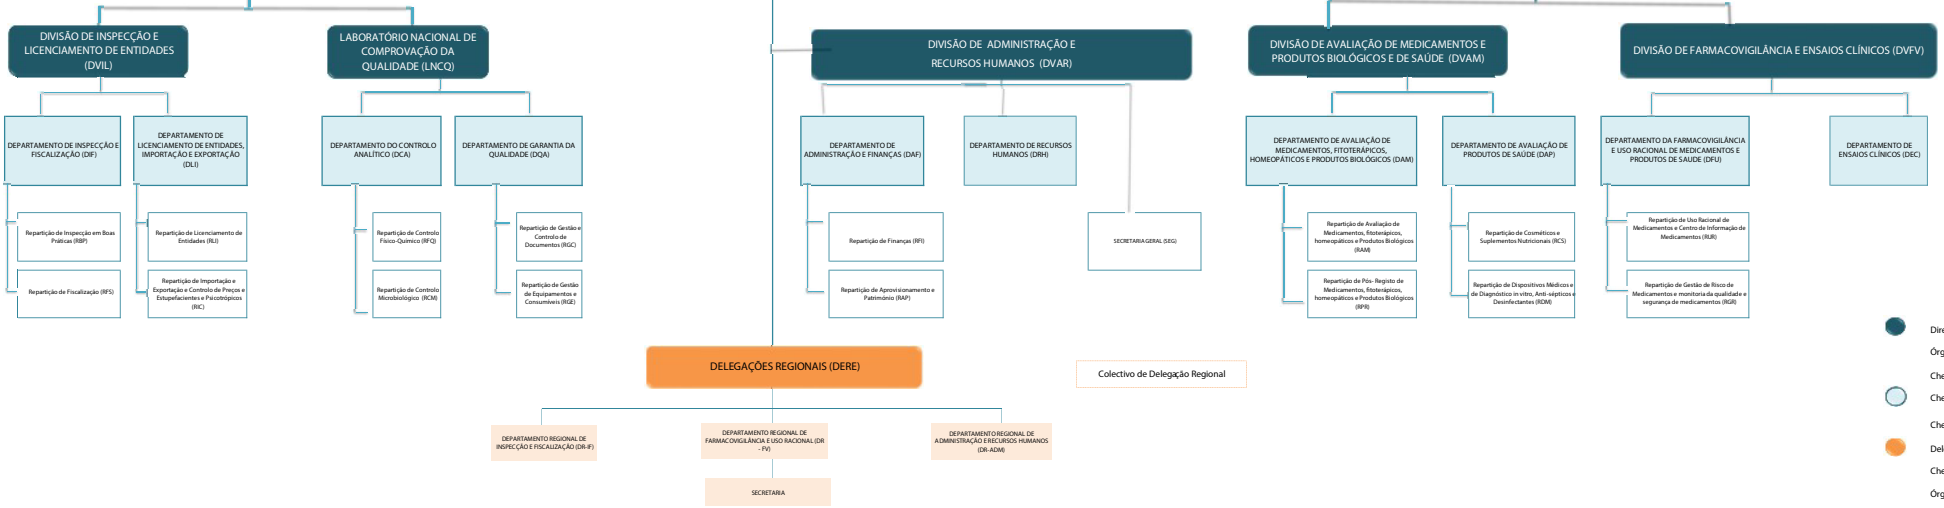 DIVISÃO DE INSPECÇÃO E
LICENCIAMENTO DE ENTIDADES
(DVIL)
LABORATÓRIO NACIONAL DE
COMPROVAÇÃO DA
QUALIDADE (LNCQ)
DIVISÃO DE ADMINISTRAÇÃO E
RECURSOS HUMANOS (DVAR)
DIVISÃO DE AVALIAÇÃO DE MEDICAMENTOS E
PRODUTOS BIOLÓGICOS E DE SAÚDE (DVAM)
DIVISÃO DE FARMACOVIGILÂNCIA E ENSAIOS CLÍNICOS (DVFV)
DEPARTAMENTO DE INSPECÇÃO E
FISCALIZAÇÃO (DIF)
DEPARTAMENTO DE
LICENCIAMENTO DE ENTIDADES,
IMPORTAÇÃO E EXPORTAÇÃO
(DLI)
DEPARTAMENTO DO CONTROLO
ANALÍTICO (DCA)
DEPARTAMENTO DE GARANTIA DA
QUALIDADE (DQA)
DEPARTAMENTO DE
ADMINISTRAÇÃO E FINANÇAS (DAF)
DEPARTAMENTO DE RECURSOS
HUMANOS (DRH)
DEPARTAMENTO DE AVALIAÇÃO DE
MEDICAMENTOS, FITOTERÁPICOS,
HOMEOPÁTICOS E PRODUTOS BIOLÓGICOS (DAM)
DEPARTAMENTO DE AVALIAÇÃO DE
PRODUTOS DE SAÚDE (DAP)
DEPARTAMENTO DA FARMACOVIGILÂNCIA
E USO RACIONAL DE MEDICAMENTOS E
PRODUTOS DE SAUDE (DFU)
DEPARTAMENTO DE
ENSAIOS CLÍNICOS (DEC)
Repartição de Inspecção em Boas
Práticas (RBP)
Repartição de Licenciamento de
Entidades (RLI)
Repartição de Controlo
Físico-Químico (RFQ)
Repartição de Gestão e
Controlo de
Documentos (RGC)
Repartição de Finanças (RFI)
SECRETARIA GERAL (SEG)
Repartição de Avaliação de
Medicamentos, fitoterápicos,
homeopáticos e Produtos Biológicos
(RAM)
Repartição de Cosméticos e
Suplementos Nutricionais (RCS)
Repartição de Uso Racional de
Medicamentos e Centro de Informação de
Medicamentos (RUR)
Repartição de Fiscalização (RFS)
Repartição de Importação e
Exportação e Controlo de Preços e
Estupefacientes e Psicotrópicos
(RIC)
Repartição de Controlo
Microbiológico (RCM)
Repartição de Gestão
de Equipamentos e
Consumíveis (RGE)
Repartição de Aprovisionamento e
Património (RAP)
Repartição de Pós- Registo de
Medicamentos, fitoterápicos,
homeopáticos e Produtos Biológicos
(RPR)
Repartição de Dispositivos Médicos e
de Diagnóstico in vitro, Anti-sépticos e
Desinfectantes (RDM)
Repartição de Gestão de Risco de
Medicamentos e monitoria da qualidade e
segurança de medicamentos (RGR)
DELEGAÇÕES REGIONAIS (DERE)
Colectivo de Delegação Regional
DEPARTAMENTO REGIONAL DE
INSPECÇÃO E FISCALIZAÇÃO (DR-IF)
DEPARTAMENTO REGIONAL DE
FARMACOVIGILÂNCIA E USO RACIONAL (DR
- FV)
DEPARTAMENTO REGIONAL DE
ADMINISTRAÇÃO E RECURSOS HUMANOS
(DR-ADM)
SECRETARIA
Dire
Órg
Che
Che
Che
Dele
Che
Órg